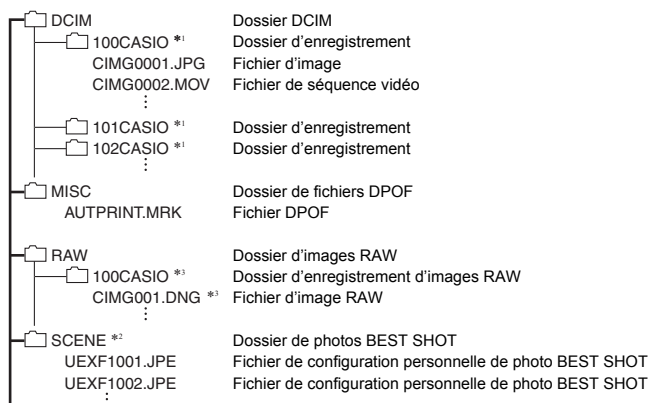 DCIM Dossier DCIM
100CASIO *1 Dossier d’enregistrement
CIMG0001.JPG Fichier d’image
CIMG0002.MOV Fichier de séquence vidéo
101CASIO *1 Dossier d’enregistrement
102CASIO *1 Dossier d’enregistrement
MISC Dossier de fichiers DPOF
AUTPRINT.MRK Fichier DPOF
RAW Dossier d’images RAW
100CASIO *3 Dossier d’enregistrement d’images RAW
CIMG001.DNG *3 Fichier d’image RAW
SCENE *2 Dossier de photos BEST SHOT
UEXF1001.JPE Fichier de configuration personnelle de photo BEST SHOT
UEXF1002.JPE Fichier de configuration personnelle de photo BEST SHOT